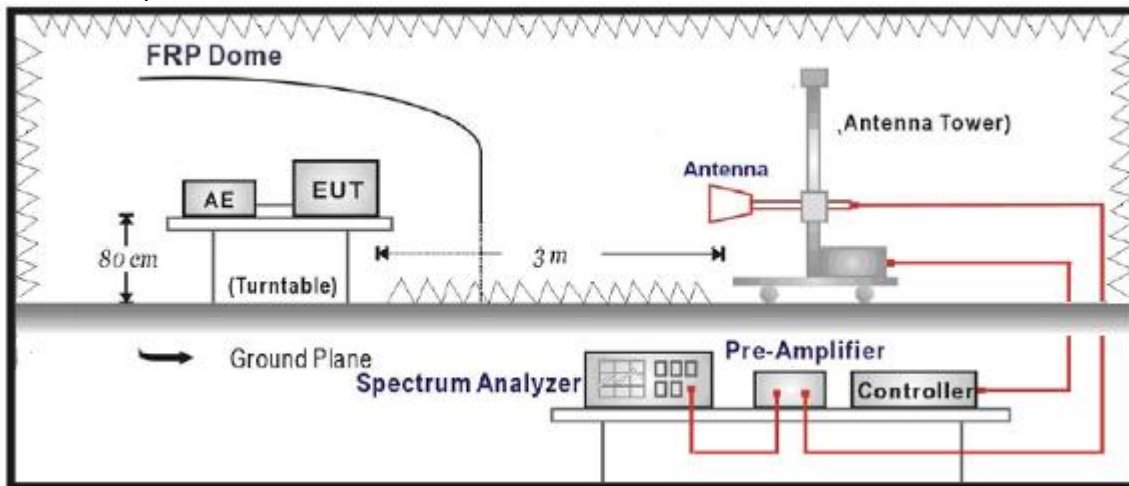 FRP Dome
(Antenna Tower)
Antenna
AE
EUT
80 cm
3 m
(Turntable)
Ground Plane
Pre-Amplifier
Spectrum Analyzer
Controller